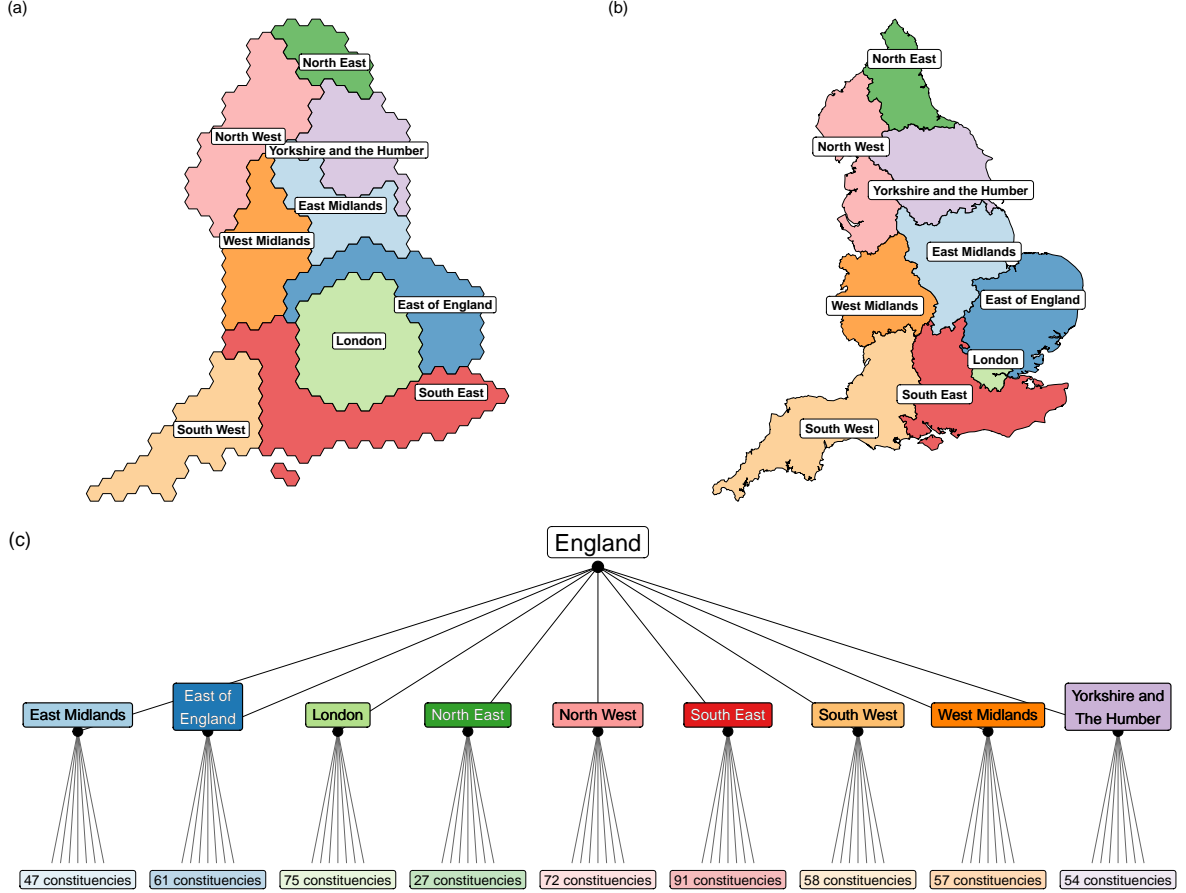 (a)
North East
North West
Yorkshire and the Humber
East Midlands
West Midlands
East of England
London
South East
South West
(b)
North East
North West
Yorkshire and the Humber
East Midlands
East of England
West Midlands
London
South East
South West
(c)
England
East Midlands
East of
England
London
North East
North West
South East
South West
West Midlands
Yorkshire and
The Humber
47 constituencies
61 constituencies
75 constituencies
27 constituencies
72 constituencies
91 constituencies
58 constituencies
57 constituencies
54 constituencies